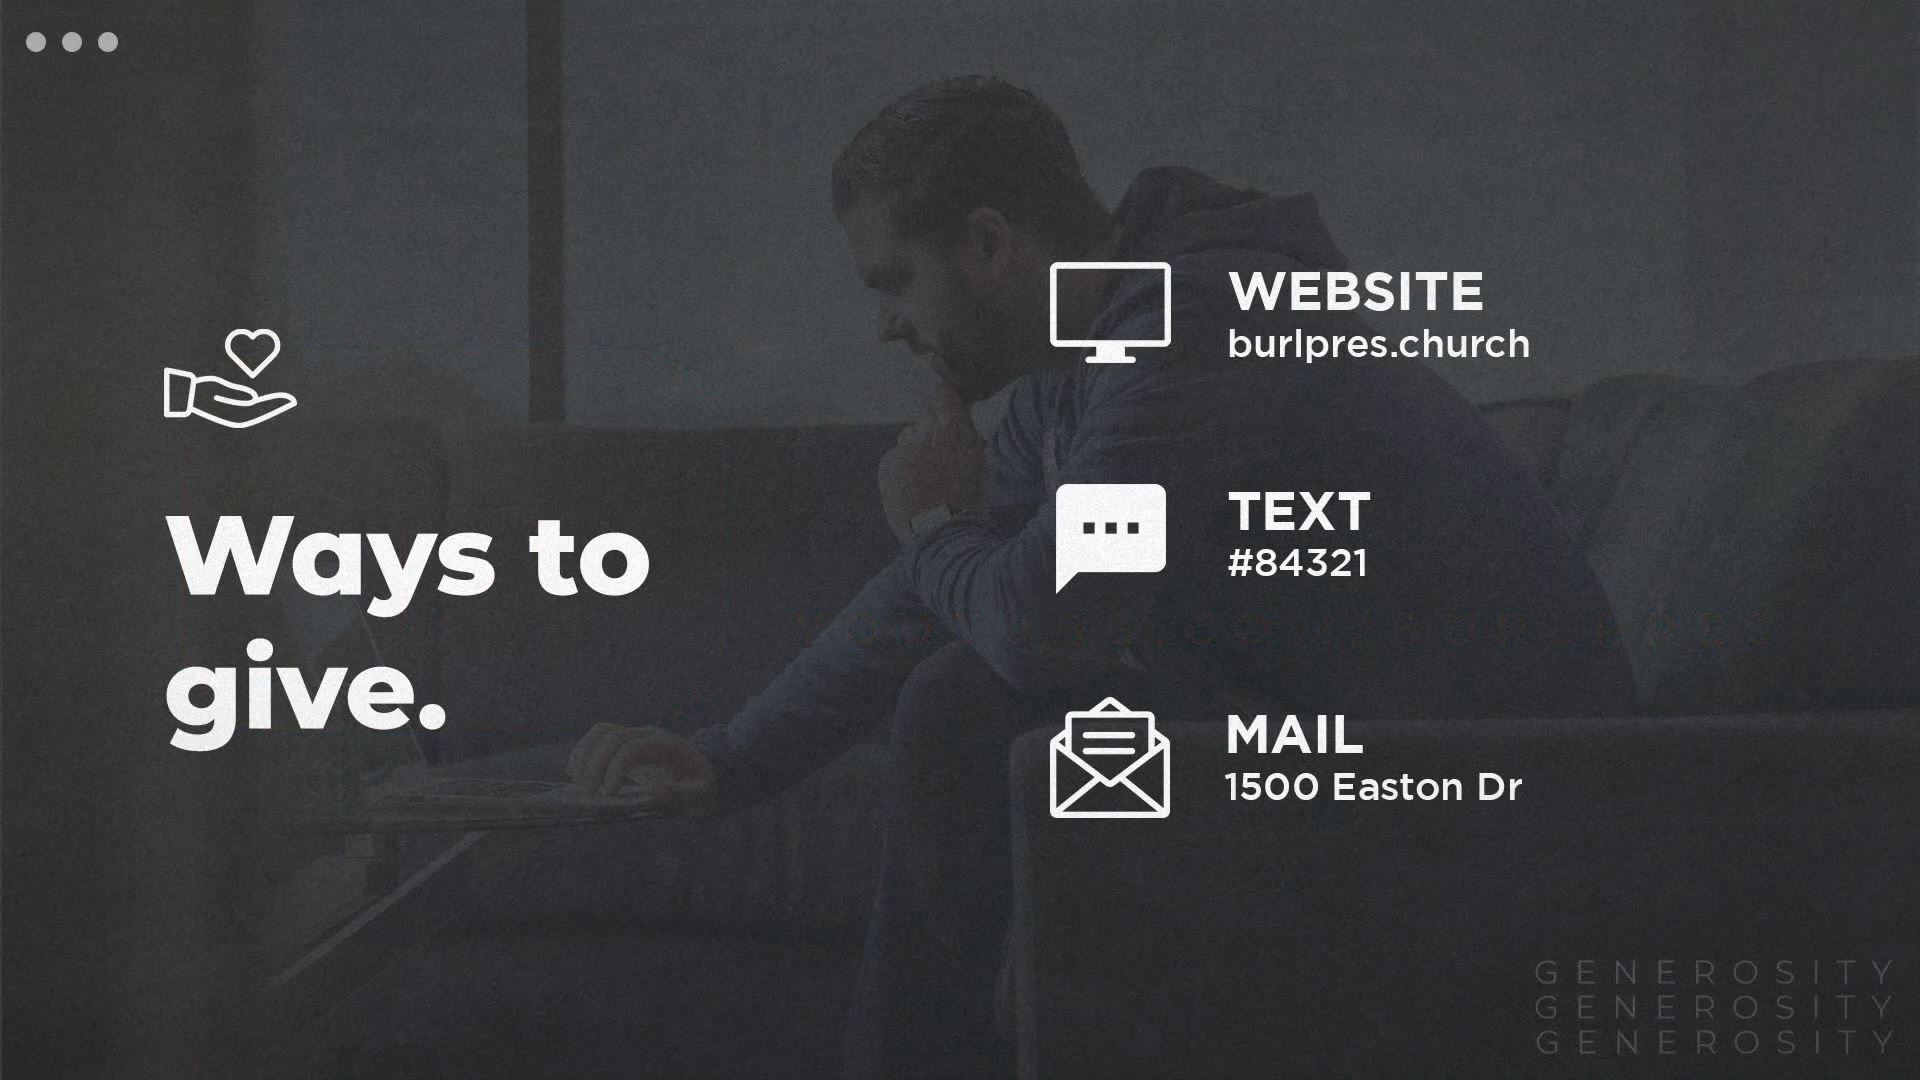 Ways to
give.
WEBSITE
burlpres.church
TEXT
#84321
MAIL
1500 Easton Dr
GENEROSITY
GENEROSITY
GENEROSITY